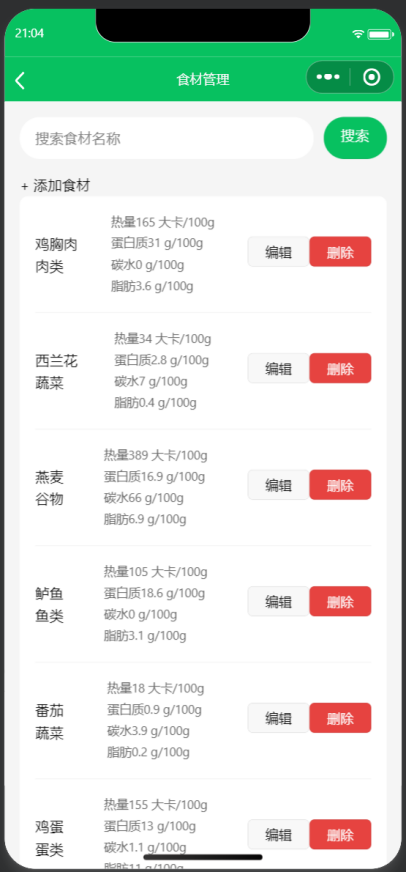 21:04
食材管理
搜索食材名称
搜索
+ 添加食材
鸡胸肉
肉类
热量165 大卡/100g
蛋白质31 g/100g
碳水0 g/100g
脂肪3.6 g/100g
编辑
删除
西兰花
蔬菜
热量34 大卡/100g
蛋白质2.8 g/100g
碳水7 g/100g
脂肪0.4 g/100g
编辑
删除
燕麦
谷物
热量389 大卡/100g
蛋白质16.9 g/100g
碳水66 g/100g
脂肪6.9 g/100g
编辑
删除
鲈鱼
鱼类
热量105 大卡/100g
蛋白质18.6 g/100g
碳水0 g/100g
脂肪3.1 g/100g
编辑
删除
番茄
蔬菜
热量18 大卡/100g
蛋白质0.9 g/100g
碳水3.9 g/100g
脂肪0.2 g/100g
编辑
删除
鸡蛋
蛋类
热量155 大卡/100g
蛋白质13 g/100g
碳水1.1 g/100g
脂肪11 g/100g
编辑
删除